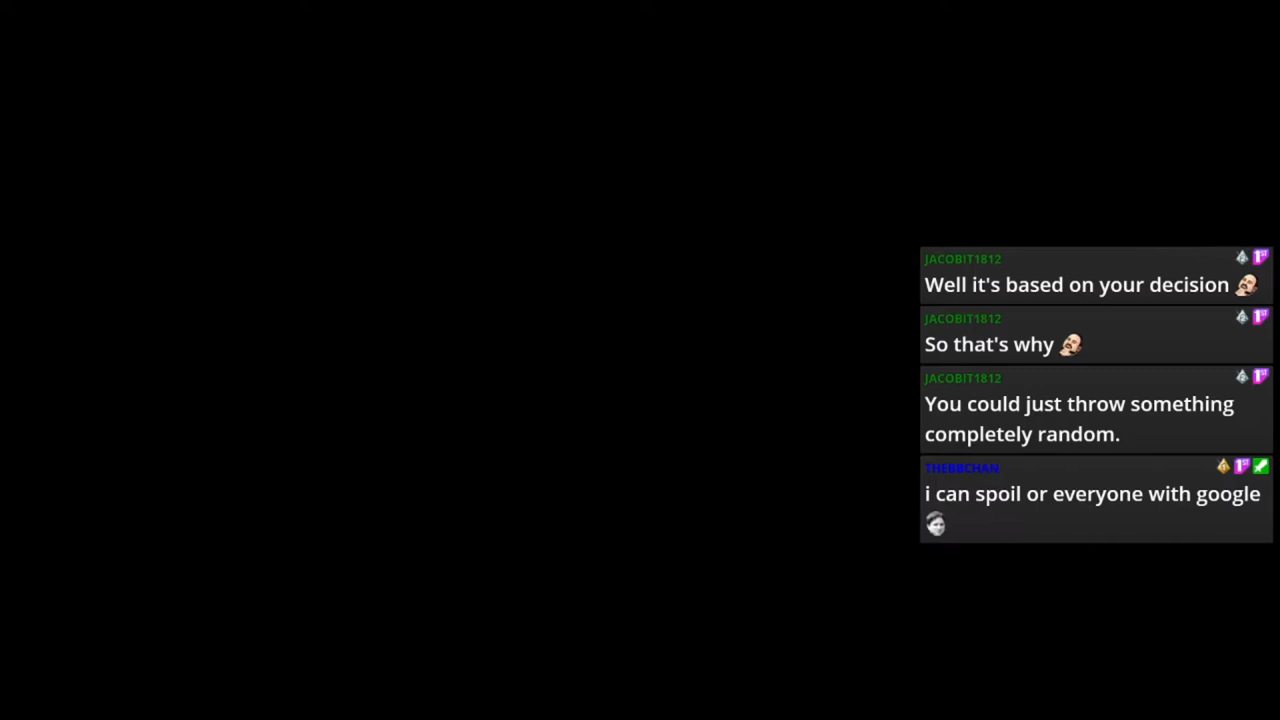 JACOBIT1812
Well it's based on your decision
JACOBIT1812
So that's why
JACOBIT1812
You could just throw something
completely random.
THEBBCHAN
i can spoil or everyone with google